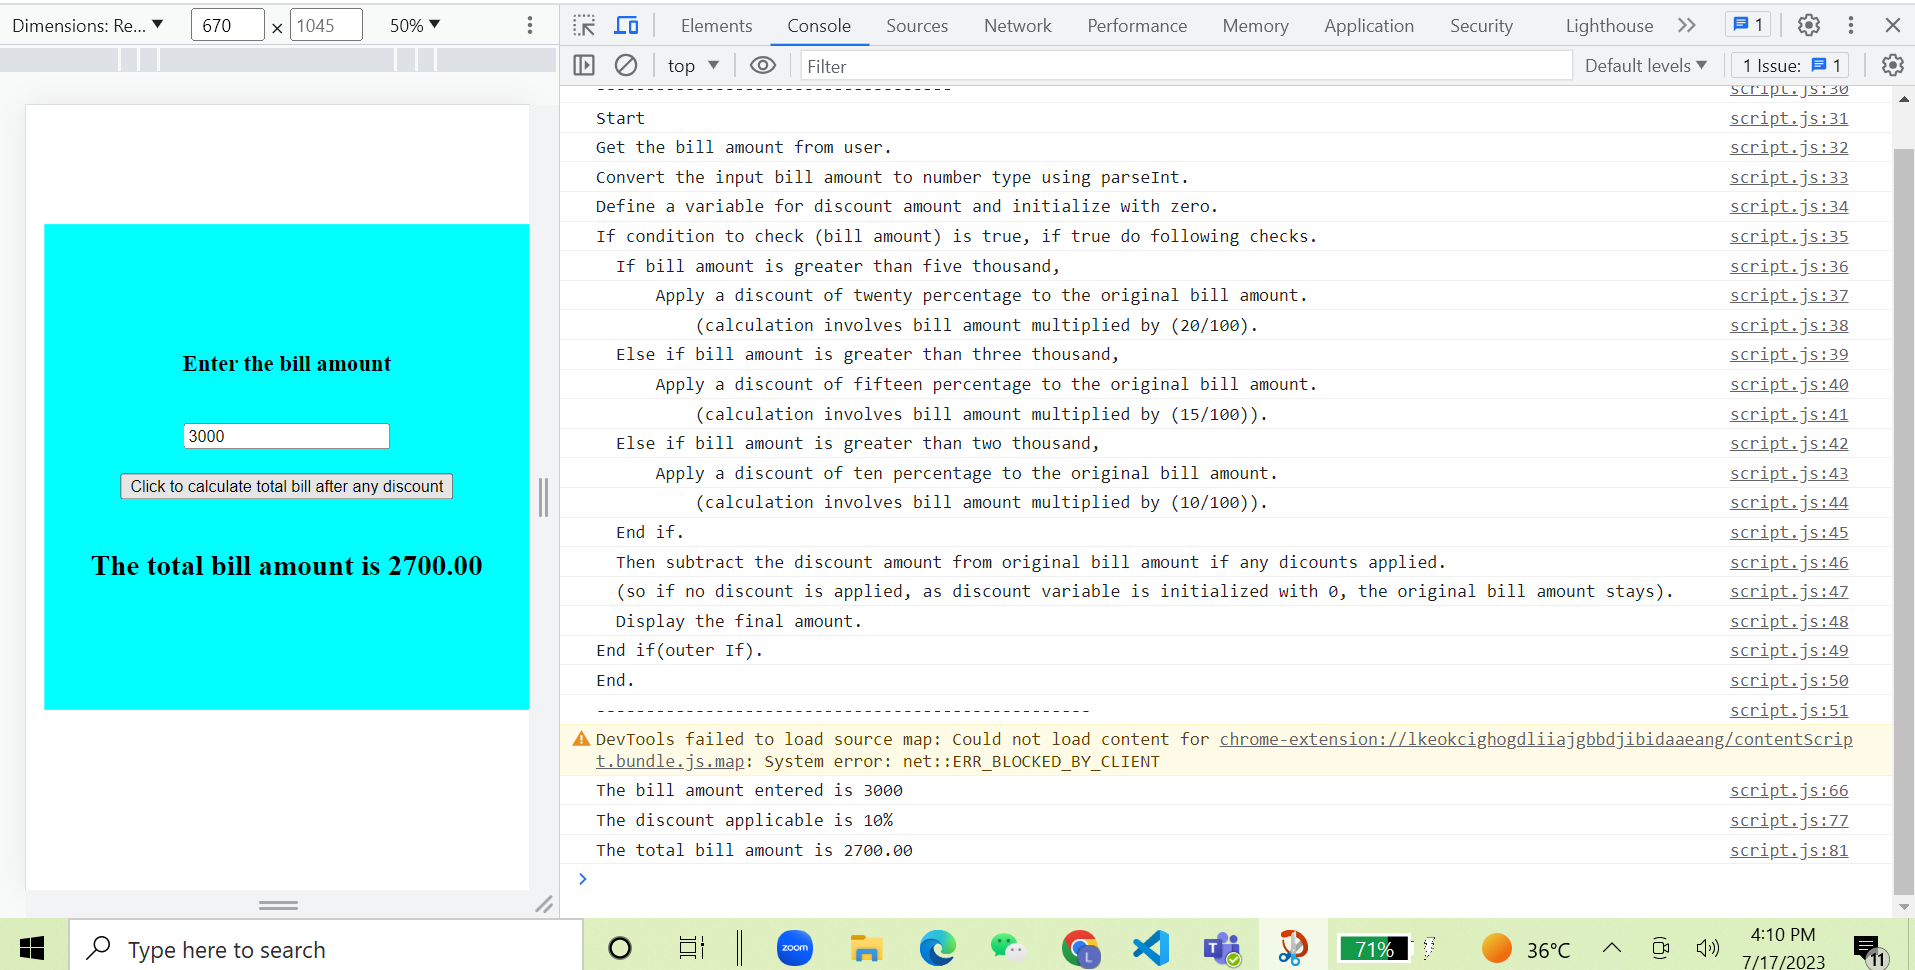 Dimensions: Re... ▼ 670 × 1045 50% ▼
Elements Console Sources Network Performance Memory Application Security Lighthouse 1
top ▼ Filter Default levels ▼ 1 Issue: 1
------------------------------------ script.js:30
Start script.js:31
Get the bill amount from user. script.js:32
Convert the input bill amount to number type using parseInt. script.js:33
Define a variable for discount amount and initialize with zero. script.js:34
If condition to check (bill amount) is true, if true do following checks. script.js:35
If bill amount is greater than five thousand, script.js:36
Apply a discount of twenty percentage to the original bill amount. script.js:37
(calculation involves bill amount multiplied by (20/100). script.js:38
Else if bill amount is greater than three thousand, script.js:39
Apply a discount of fifteen percentage to the original bill amount. script.js:40
(calculation involves bill amount multiplied by (15/100)). script.js:41
Else if bill amount is greater than two thousand, script.js:42
Apply a discount of ten percentage to the original bill amount. script.js:43
(calculation involves bill amount multiplied by (10/100)). script.js:44
End if. script.js:45
Then subtract the discount amount from original bill amount if any dicounts applied. script.js:46
(so if no discount is applied, as discount variable is initialized with 0, the original bill amount stays). script.js:47
Display the final amount. script.js:48
End if(outer If). script.js:49
End. script.js:50
-------------------------------------------------- script.js:51
DevTools failed to load source map: Could not load content for chrome-extension://lkeokcighogdliiajgbbdjibidaaeang/contentScrip
t.bundle.js.map: System error: net::ERR_BLOCKED_BY_CLIENT
The bill amount entered is 3000 script.js:66
The discount applicable is 10% script.js:77
The total bill amount is 2700.00 script.js:81
Enter the bill amount
3000
Click to calculate total bill after any discount
The total bill amount is 2700.00
Type here to search
zoom
L
T
71%
36°C
4:10 PM
7/17/2023
11